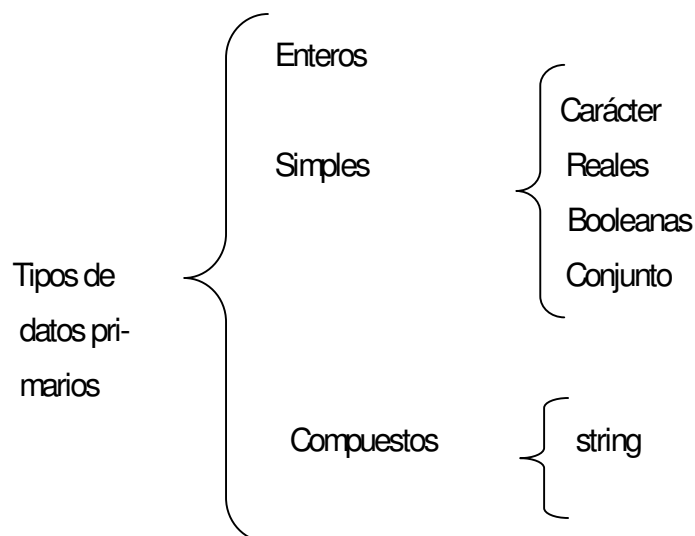 Tipos de
datos pri-
marios
Enteros
Simples
Carácter
Reales
Booleanas
Conjunto
Compuestos
string